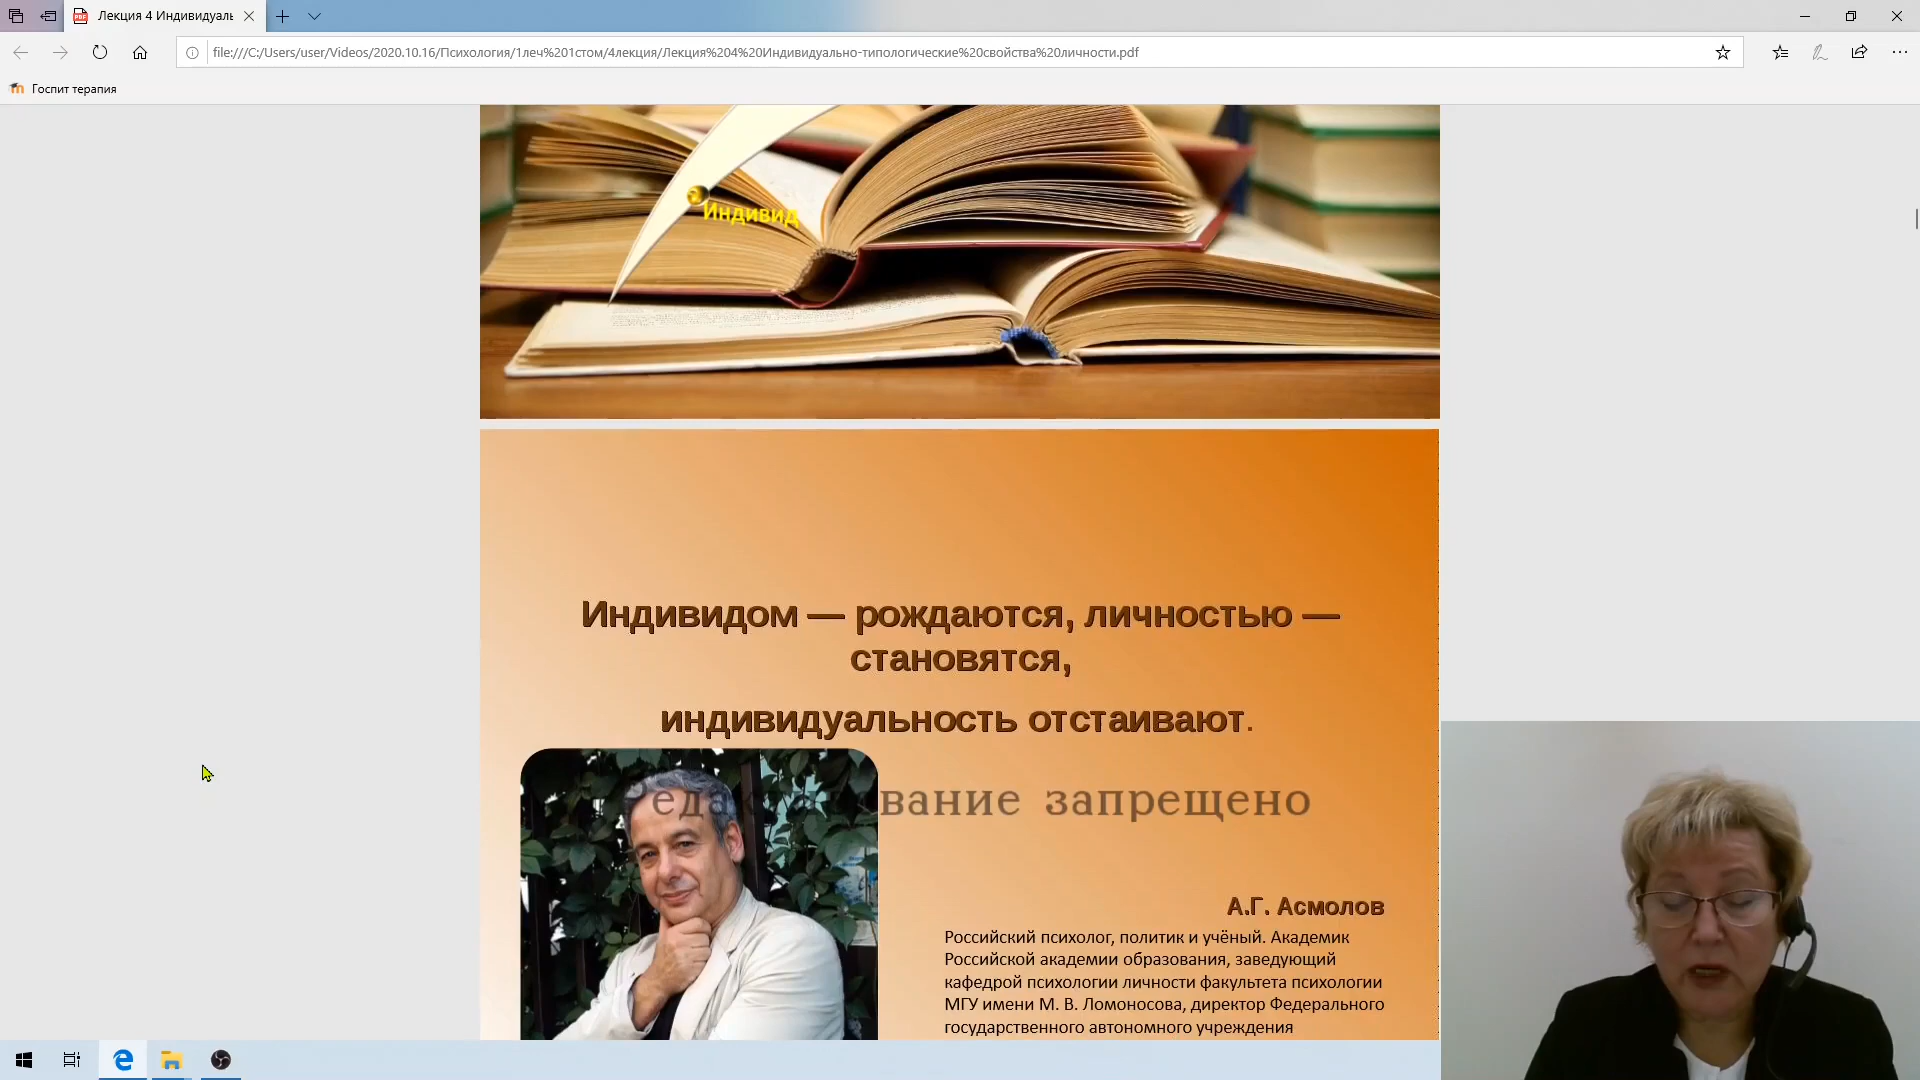 Лекция 4 Индивидуаль
file:///C:/Users/user/Videos/2020.10.16/Психология/1леч%201стом/4лекция/Лекция%204%20Индивидуально-типологические%20свойства%20личности.pdf
Госпит терапия
Индивид
Индивидом — рождаются, личностью —
становятся,
индивидуальность отстаивают.
запрещено
А.Г. Асмолов
Российский психолог, политик и учёный. Академик
Российской академии образования, заведующий
кафедрой психологии личности факультета психологии
МГУ имени М. В. Ломоносова, директор Федерального
государственного автономного учреждения